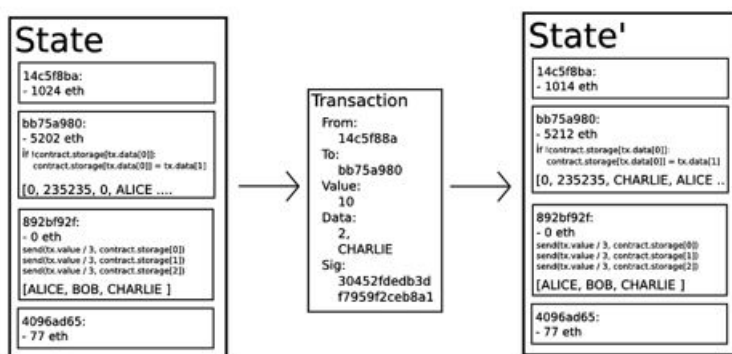 State
14c5f8ba:
- 1024 eth
bb75a980:
- 5202 eth
if !contract.storage[tx.data[0]]:
contract.storage[tx.data[0]] = tx.data[1]
[0, 235235, 0, ALICE ....
892bf92f:
- 0 eth
send(tx.value / 3, contract.storage[0])
send(tx.value / 3, contract.storage[1])
send(tx.value / 3, contract.storage[2])
[ALICE, BOB, CHARLIE ]
4096ad65:
- 77 eth
Transaction
From:
14c5f88a
To:
bb75a980
Value:
10
Data:
2,
CHARLIE
Sig:
30452fdedb3d
f7959f2ceb8a1
State'
14c5f8ba:
- 1014 eth
bb75a980:
- 5212 eth
if !contract.storage[tx.data[0]]:
contract.storage[tx.data[0]] = tx.data[1]
[0, 235235, CHARLIE, ALICE ..
892bf92f:
- 0 eth
send(tx.value / 3, contract.storage[0])
send(tx.value / 3, contract.storage[1])
send(tx.value / 3, contract.storage[2])
[ALICE, BOB, CHARLIE ]
4096ad65:
- 77 eth